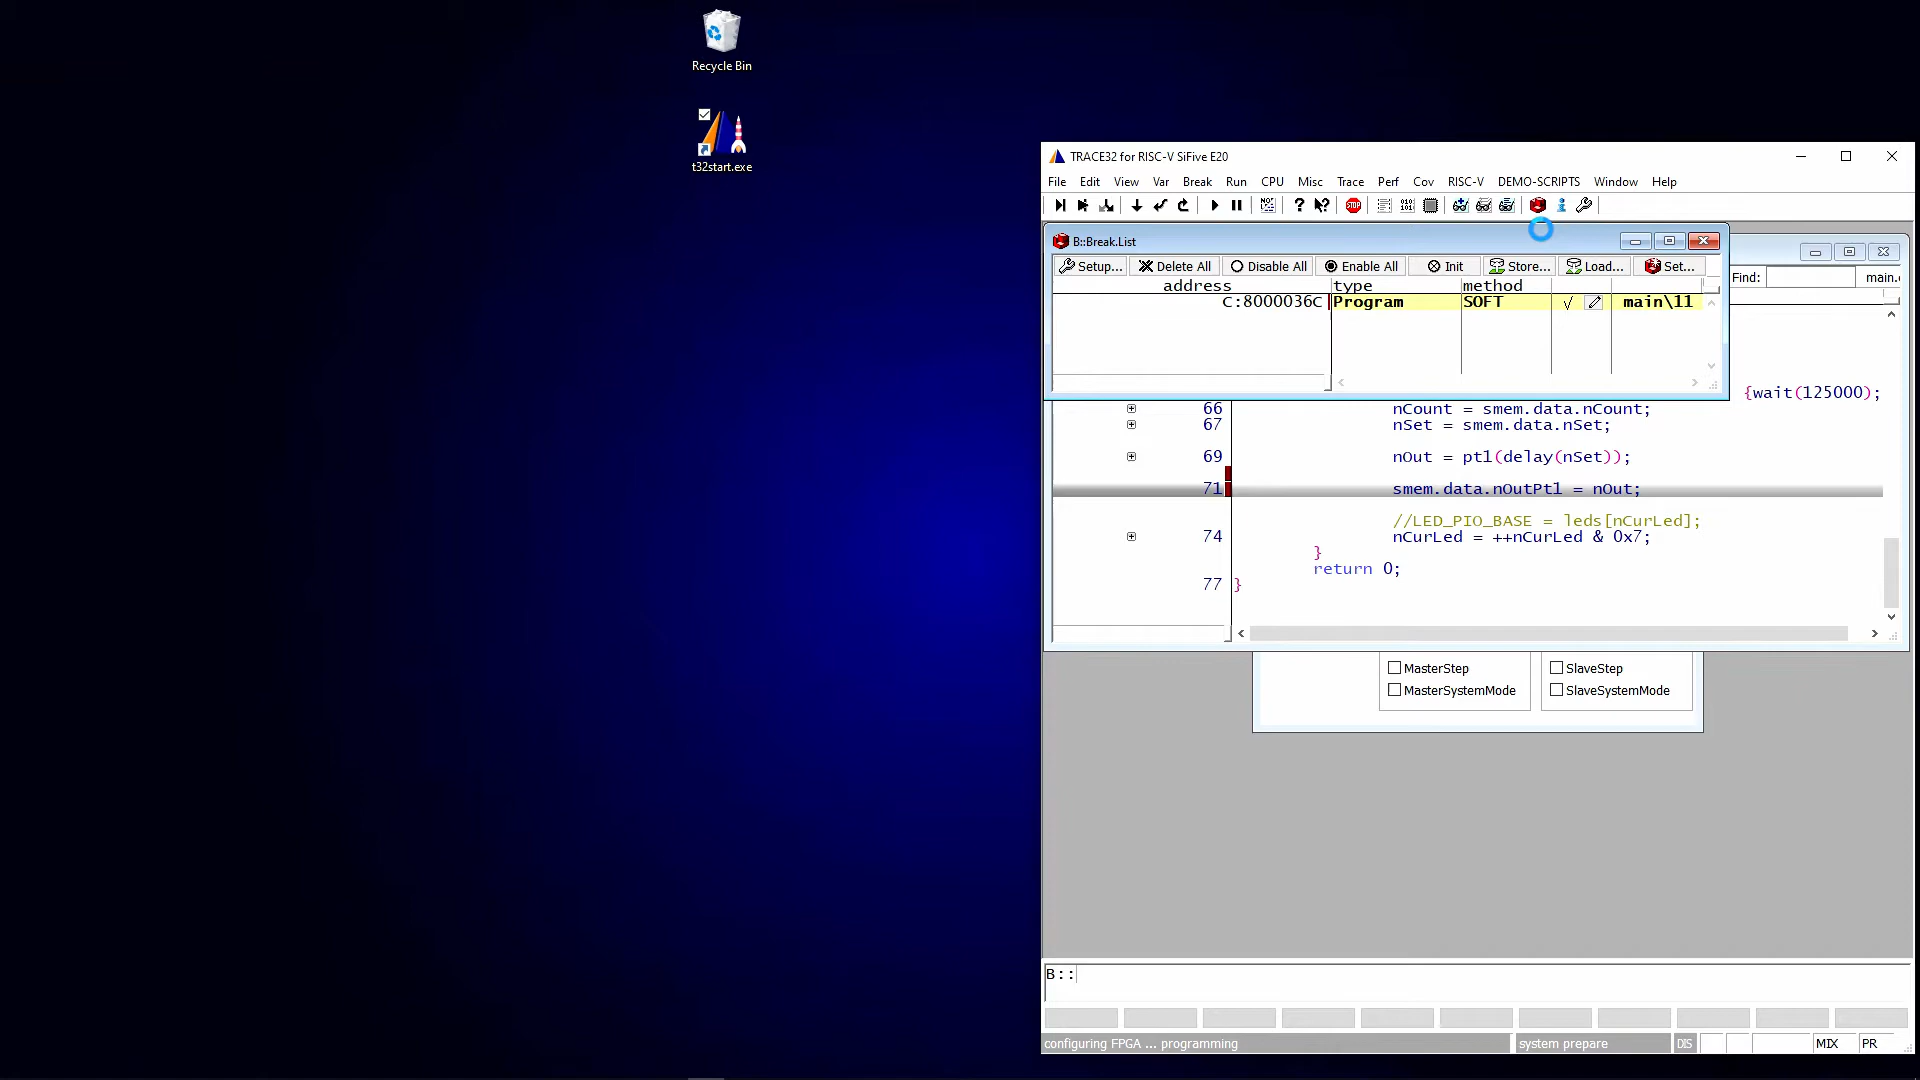 Recycle Bin
t32start.exe
TRACE32 for RISC-V SiFive E20
File Edit View Var Break Run CPU Misc Trace Perf Cov RISC-V DEMO-SCRIPTS Window Help
B::Break.List
Setup... Delete All Disable All Enable All Init Store... Load... Set...
Find: main.
address type method
C:8000036C Program SOFT √ main\11
{wait(125000);
66 nCount = smem.data.nCount;
67 nSet = smem.data.nSet;
69 nOut = pt1(delay(nSet));
71 smem.data.nOutPt1 = nOut;
//LED_PIO_BASE = leds[nCurLed];
74 nCurLed = ++nCurLed & 0x7;
}
return 0;
77 }
MasterStep SlaveStep
MasterSystemMode SlaveSystemMode
B::
configuring FPGA ... programming system prepare DIS MIX PR